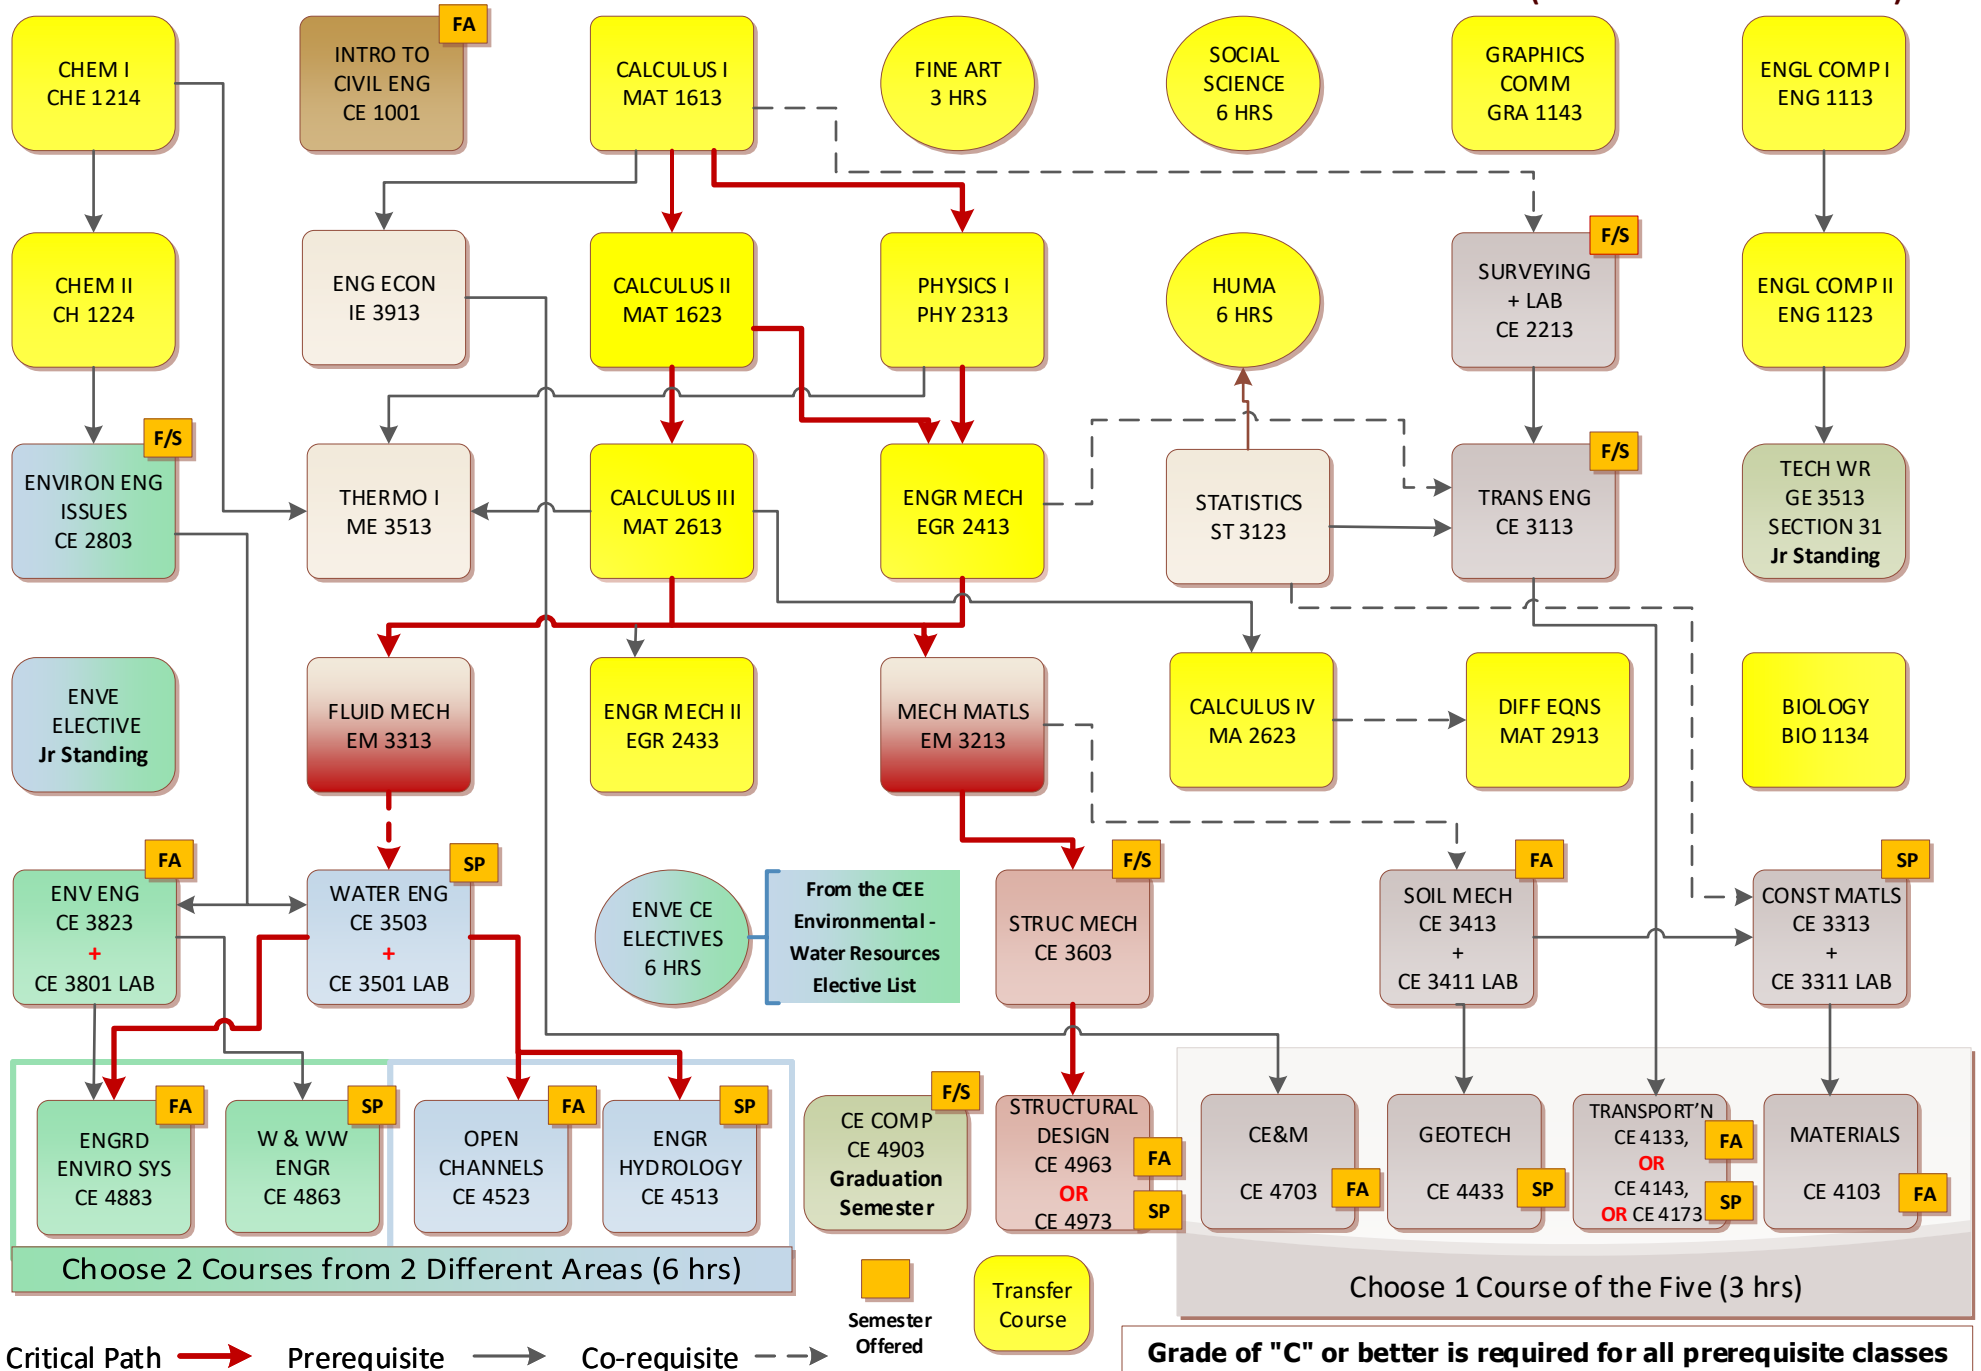 CHEM I
CHE 1214
FA
INTRO TO
CIVIL ENG
CE 1001
CALCULUS I
MAT 1613
FINE ART
3 HRS
SOCIAL
SCIENCE
6 HRS
GRAPHICS
COMM
GRA 1143
ENGL COMP I
ENG 1113
CHEM II
CH 1224
ENG ECON
IE 3913
CALCULUS II
MAT 1623
PHYSICS I
PHY 2313
HUMA
6 HRS
F/S
SURVEYING
+ LAB
CE 2213
ENGL COMP II
ENG 1123
F/S
ENVIRON ENG
ISSUES
CE 2803
THERMO I
ME 3513
CALCULUS III
MAT 2613
ENGR MECH
EGR 2413
STATISTICS
ST 3123
F/S
TRANS ENG
CE 3113
TECH WR
GE 3513
SECTION 31
Jr Standing
ENVE
ELECTIVE
Jr Standing
FLUID MECH
EM 3313
ENGR MECH II
EGR 2433
MECH MATLS
EM 3213
CALCULUS IV
MA 2623
DIFF EQNS
MAT 2913
BIOLOGY
BIO 1134
FA
ENV ENG
CE 3823
+
CE 3801 LAB
SP
WATER ENG
CE 3503
+
CE 3501 LAB
ENVE CE
ELECTIVES
6 HRS
From the CEE
Environmental -
Water Resources
Elective List
F/S
STRUC MECH
CE 3603
FA
SOIL MECH
CE 3413
+
CE 3411 LAB
SP
CONST MATLS
CE 3313
+
CE 3311 LAB
FA
ENGRD
ENVIRO SYS
CE 4883
SP
W & WW
ENGR
CE 4863
FA
OPEN
CHANNELS
CE 4523
SP
ENGR
HYDROLOGY
CE 4513
F/S
CE COMP
CE 4903
Graduation
Semester
STRUCTURAL
DESIGN
CE 4963
OR
CE 4973
FA
SP
CE&M
CE 4703
FA
GEOTECH
CE 4433
SP
TRANSPORT'N
CE 4133,
OR
CE 4143,
OR CE 4173
FA
SP
MATERIALS
CE 4103
FA
Choose 2 Courses from 2 Different Areas (6 hrs)
Choose 1 Course of the Five (3 hrs)
Semester
Offered
Transfer
Course
Critical Path
Prerequisite
Co-requisite
Grade of "C" or better is required for all prerequisite classes